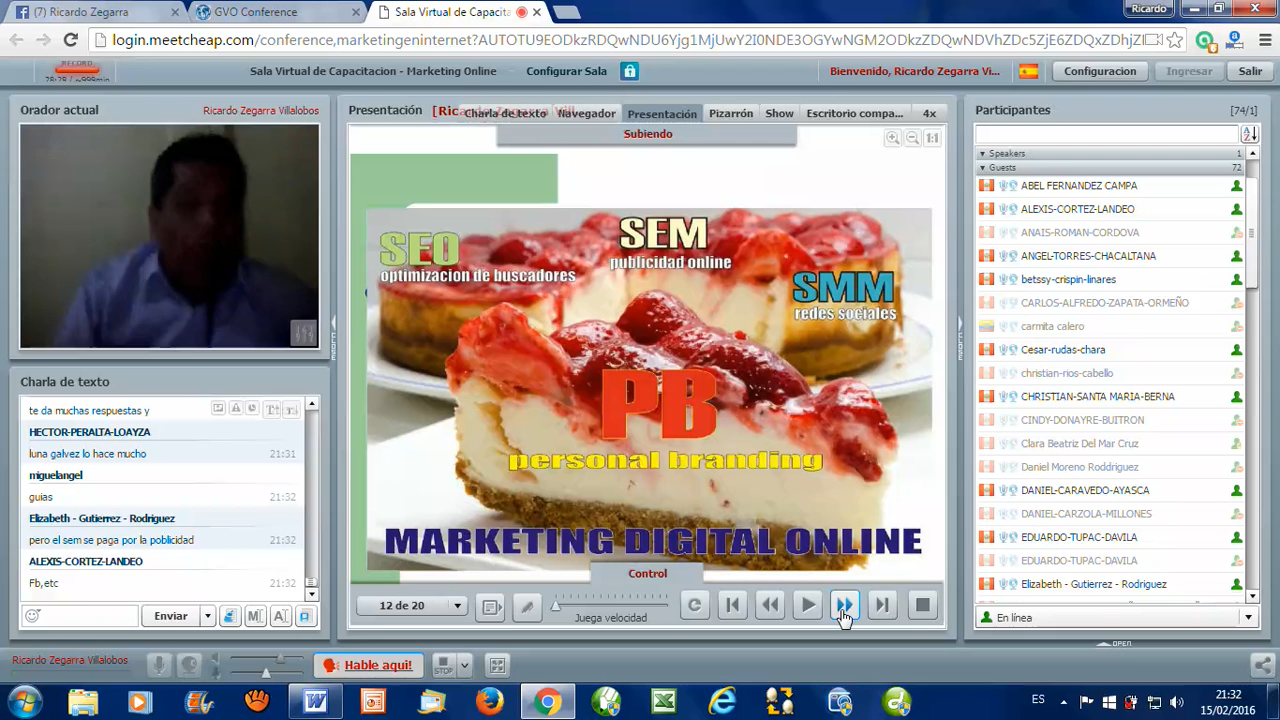 (7) Ricardo Zegarra
GVO Conference
Sala Virtual de Capacitac
Ricardo
login.meetcheap.com/conference,marketingeninternet?
RECORD
Sala Virtual de Capacitacion - Marketing Online
Configurar Sala
Bienvenido, Ricardo Zegarra Vi...
Configuracion
Ingresar
Salir
Orador actual
Ricardo Zegarra Villalobos
Presentación
Charla de texto
Navegador
Presentación
Pizarrón
Show
Escritorio compa...
4x
Subiendo
1:1
SEO
optimizacion de buscadores
SEM
publicidad online
SMM
redes sociales
PB
personal branding
MARKETING DIGITAL ONLINE
Control
12 de 20
Juega velocidad
Charla de texto
te da muchas respuestas y
HECTOR-PERALTA-LOAYZA
luna galvez lo hace mucho 21:31
miguelangel
guias 21:32
Elizabeth - Gutierrez - Rodriguez
pero el sem se paga por la poblicidad 21:32
ALEXIS-CORTEZ-LANDEO
Fb,etc 21:32
Enviar
Participantes
[74/1]
Speakers 1
Guests 72
ABEL FERNANDEZ CAMPA
ALEXIS-CORTEZ-LANDEO
ANAIS-ROMAN-CORDOVA
ANGEL-TORRES-CHACALTANA
betssy-crispin-linares
CARLOS-ALFREDO-ZAPATA-ORMEÑO
carmita calero
Cesar-rudas-chara
christian-rios-cabello
CHRISTIAN-SANTA MARIA-BERNA
CINDY-DONAYRE-BUITRON
Clara Beatriz Del Mar Cruz
Daniel Moreno Roddriguez
DANIEL-CARAVEDO-AYASCA
DANIEL-CARZOLA-MILLONES
EDUARDO-TUPAC-DAVILA
EDUARDO-TUPAC-DAVILA
Elizabeth - Gutierrez - Rodriguez
En línea
OPEN
Ricardo Zegarra Villalobos
Hable aqui!
STOP
ES
21:32
15/02/2016